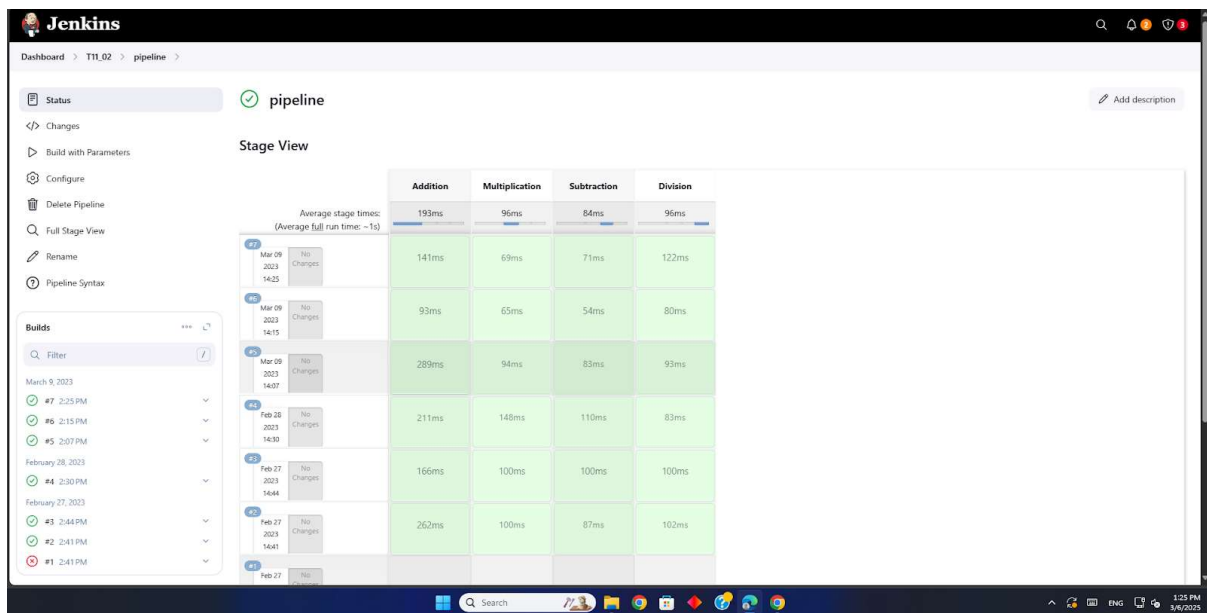 Jenkins
2
3
Dashboard > T11_02 > pipeline >
Status
Changes
Build with Parameters
Configure
Delete Pipeline
Full Stage View
Rename
Pipeline Syntax
Builds
Filter
/
March 9, 2023
#7 2:25 PM
#6 2:15 PM
#5 2:07 PM
February 28, 2023
#4 2:30 PM
February 27, 2023
#3 2:44 PM
#2 2:41 PM
#1 2:41 PM
pipeline
Add description
Stage View
Addition Multiplication Subtraction Division
Average stage times: 193ms 96ms 84ms 96ms
(Average full run time: ~1s)
#7
Mar 09 No
2023 Changes
14:25
141ms 69ms 71ms 122ms
#6
Mar 09 No
2023 Changes
14:15
93ms 65ms 54ms 80ms
#5
Mar 09 No
2023 Changes
14:07
289ms 94ms 83ms 93ms
#4
Feb 28 No
2023 Changes
14:30
211ms 148ms 110ms 83ms
#3
Feb 27 No
2023 Changes
14:44
166ms 100ms 100ms 100ms
#2
Feb 27 No
2023 Changes
14:41
262ms 100ms 87ms 102ms
#1
Feb 27 No
Search
ENG
1:25 PM
3/6/2025